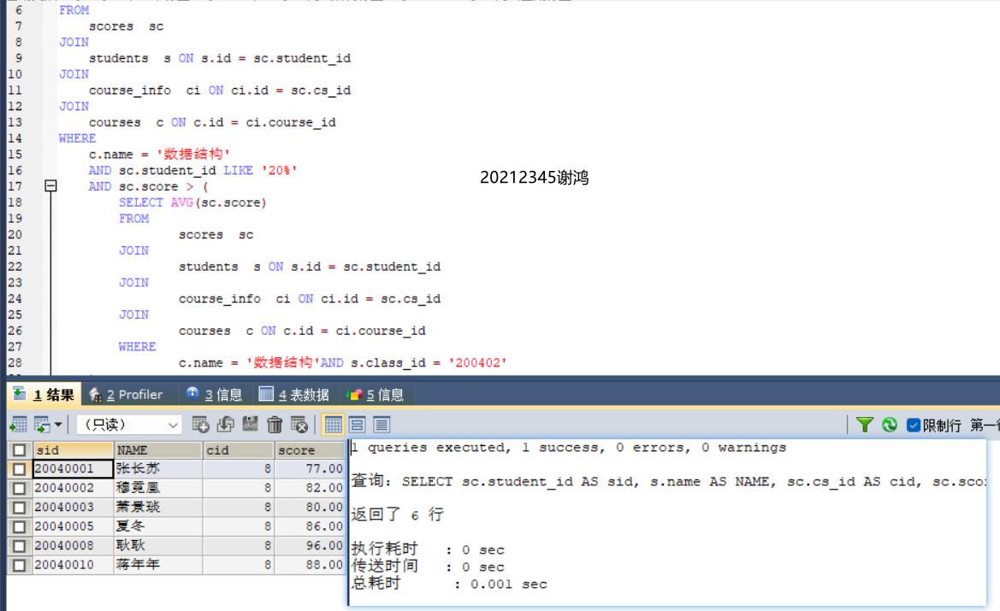 6 FROM
7 scores sc
8 JOIN
9 students s ON s.id = sc.student_id
10 JOIN
11 course_info ci ON ci.id = sc.cs_id
12 JOIN
13 courses c ON c.id = ci.course_id
14 WHERE
15 c.name = '数据结构'
16 AND sc.student_id LIKE '20%'
17 AND sc.score > (
18 SELECT AVG(sc.score)
19 FROM
20 scores sc
21 JOIN
22 students s ON s.id = sc.student_id
23 JOIN
24 course_info ci ON ci.id = sc.cs_id
25 JOIN
26 courses c ON c.id = ci.course_id
27 WHERE
28 c.name = '数据结构'AND s.class_id = '200402'
20212345谢鸿
1 结果 2 Profiler 3 信息 4 表数据 5 信息
（只读） 限制行 第一行
sid NAME cid score
20040001 张长苏 8 77.00
20040002 穆霓凰 8 82.00
20040003 萧景琰 8 80.00
20040005 夏冬 8 86.00
20040008 耿耿 8 96.00
20040010 蒋年年 8 88.00
1 queries executed, 1 success, 0 errors, 0 warnings
查询: SELECT sc.student_id AS sid, s.name AS NAME, sc.cs_id AS cid, sc.scor
返回了 6 行
执行耗时 : 0 sec
传送时间 : 0 sec
总耗时 : 0.001 sec